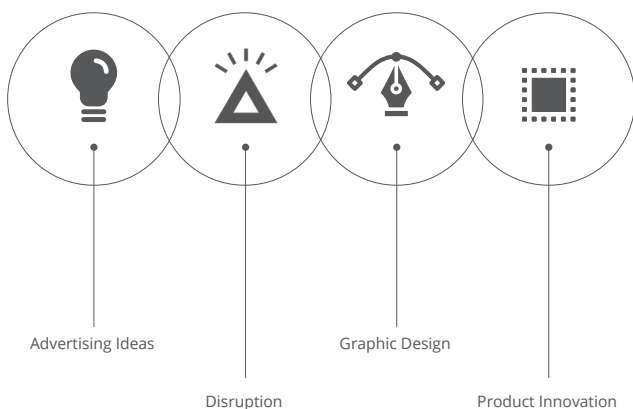 Advertising Ideas
Graphic Design
Disruption
Product Innovation